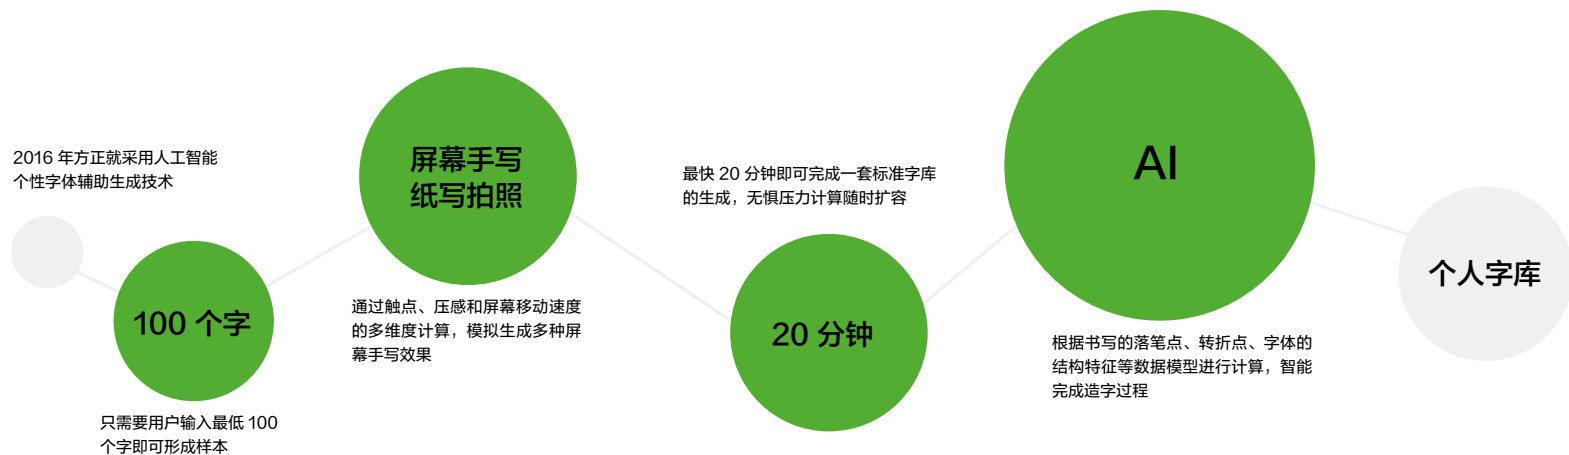 2016 年方正就采用人工智能
个性字体辅助生成技术
100 个字
只需要用户输入最低 100
个字即可形成样本
屏幕手写
纸写拍照
通过触点、压感和屏幕移动速度
的多维度计算，模拟生成多种屏
幕手写效果
最快 20 分钟即可完成一套标准字库
的生成，无惧压力计算随时扩容
20 分钟
AI
根据书写的落笔点、转折点、字体的
结构特征等数据模型进行计算，智能
完成造字过程
个人字库